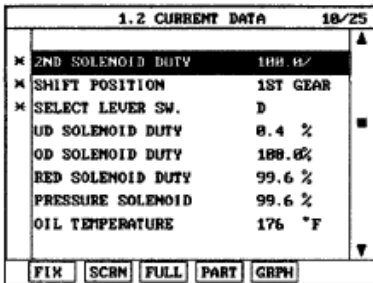 1.2 CURRENT DATA 10/25
* 2ND SOLENOID DUTY 100.0%
* SHIFT POSITION 1ST GEAR
* SELECT LEVER SW. D
UD SOLENOID DUTY 0.4 %
OD SOLENOID DUTY 100.0%
RED SOLENOID DUTY 99.6 %
PRESSURE SOLENOID 99.6 %
OIL TEMPERATURE 176 °F
FIX SCRN FULL PART GRPH